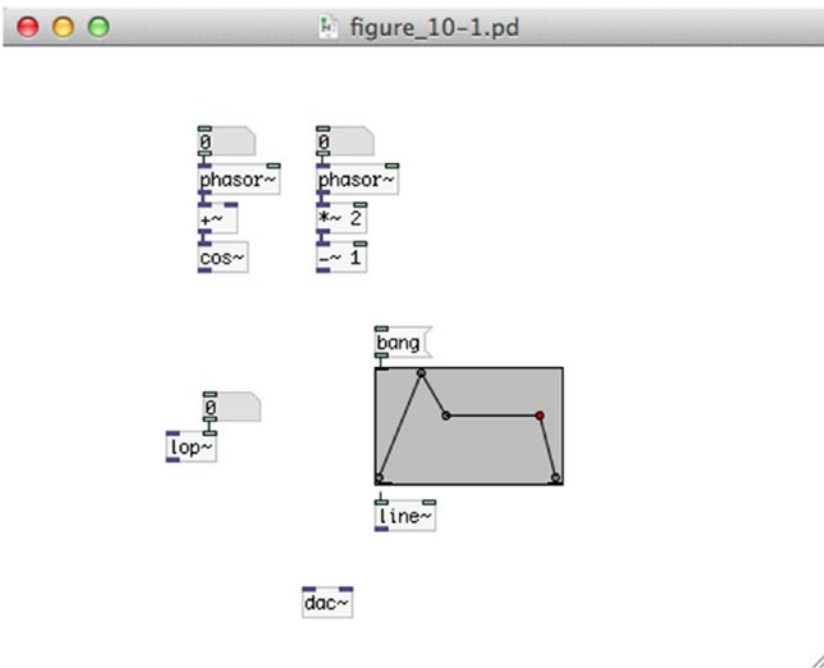 figure_10-1.pd
0
0
phasor~
phasor~
+~
*~ 2
cos~
-~ 1
bang
0
lop~
line~
dac~